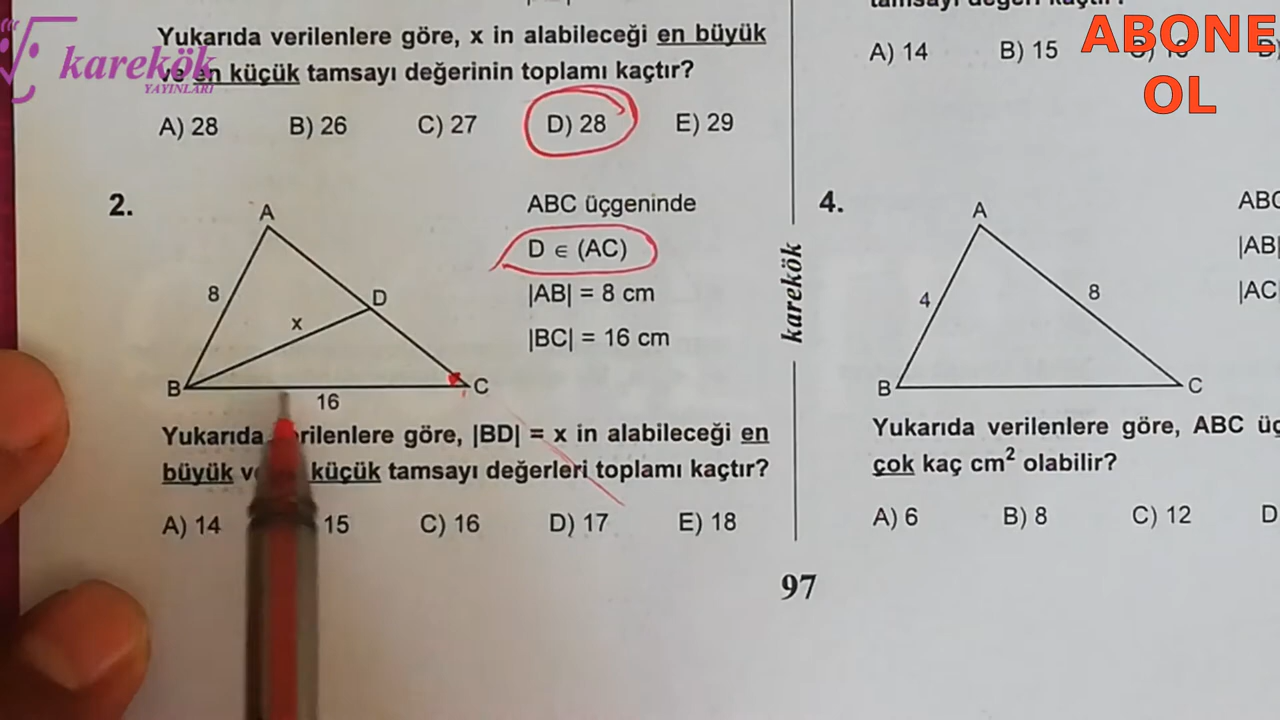 karekök
YAYINLARI
ABONE
OL
Yukarıda verilenlere göre, x in alabileceği en büyük
ve en küçük tamsayı değerinin toplamı kaçtır?
A) 28 B) 26 C) 27 D) 28 E) 29
2.
A
8
D
x
B
C
16
ABC üçgeninde
D ∈ (AC)
|AB| = 8 cm
|BC| = 16 cm
Yukarıda verilenlere göre, |BD| = x in alabileceği en
büyük küçük tamsayı değerleri toplamı kaçtır?
A) 14 15 C) 16 D) 17 E) 18
karekök
A) 14 B) 15
4.
A
4
8
B
C
ABC
|AB|
|AC
Yukarıda verilenlere göre, ABC
çok kaç cm² olabilir?
A) 6 B) 8 C) 12 D
97